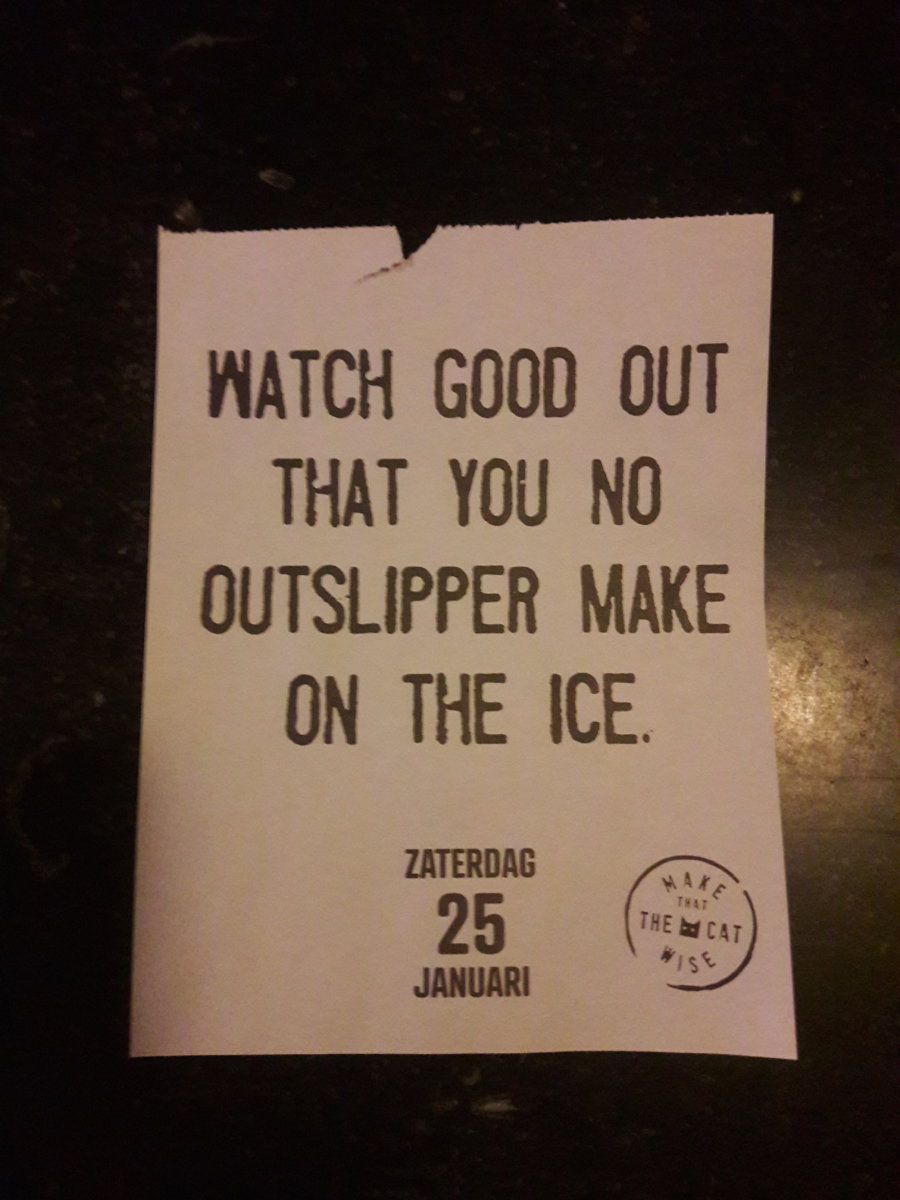 WATCH GOOD OUT
THAT YOU NO
OUTSLIPPER MAKE
ON THE ICE.
ZATERDAG
25
JANUARI
MAKE
THAT
THE CAT
WISE